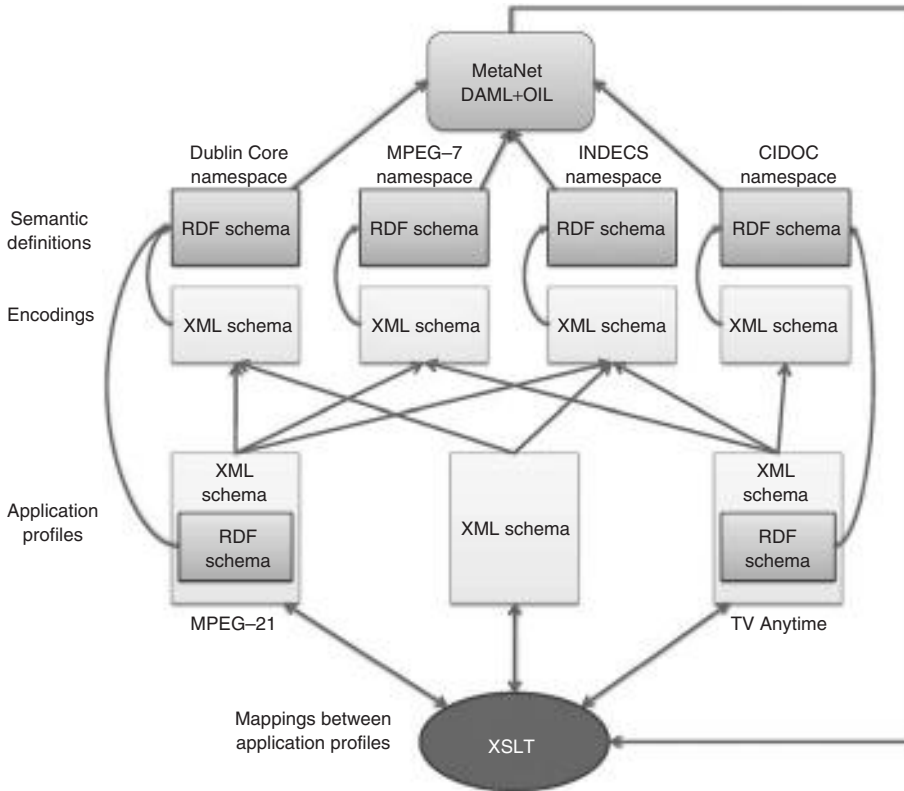 MetaNet
DAML+OIL
Dublin Core
namespace
MPEG–7
namespace
INDECS
namespace
CIDOC
namespace
Semantic
definitions
RDF schema
RDF schema
RDF schema
RDF schema
Encodings
XML schema
XML schema
XML schema
XML schema
Application
profiles
XML
schema
RDF
schema
MPEG–21
XML schema
XML
schema
RDF
schema
TV Anytime
Mappings between
application profiles
XSLT